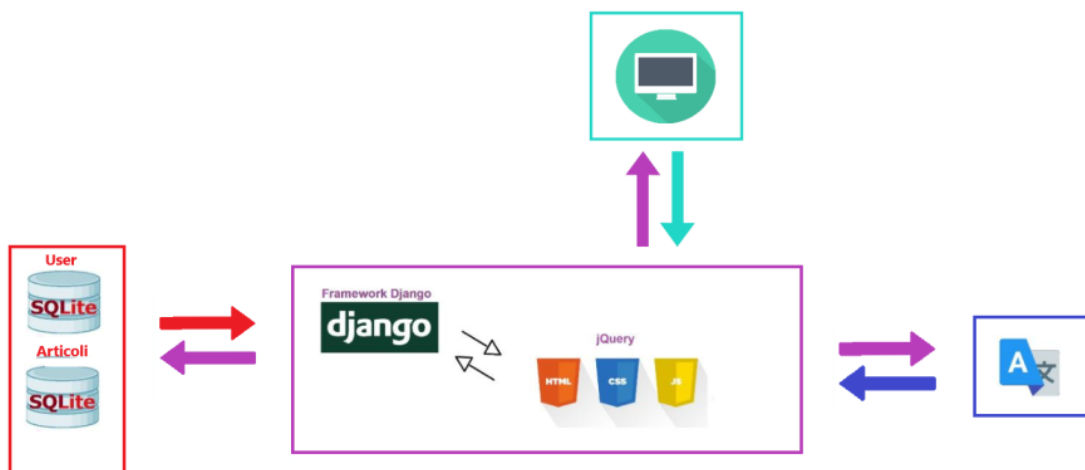 User
SQLite
Articoli
SQLite
Framework Django
django
jQuery
HTML
CSS
JS
A
文